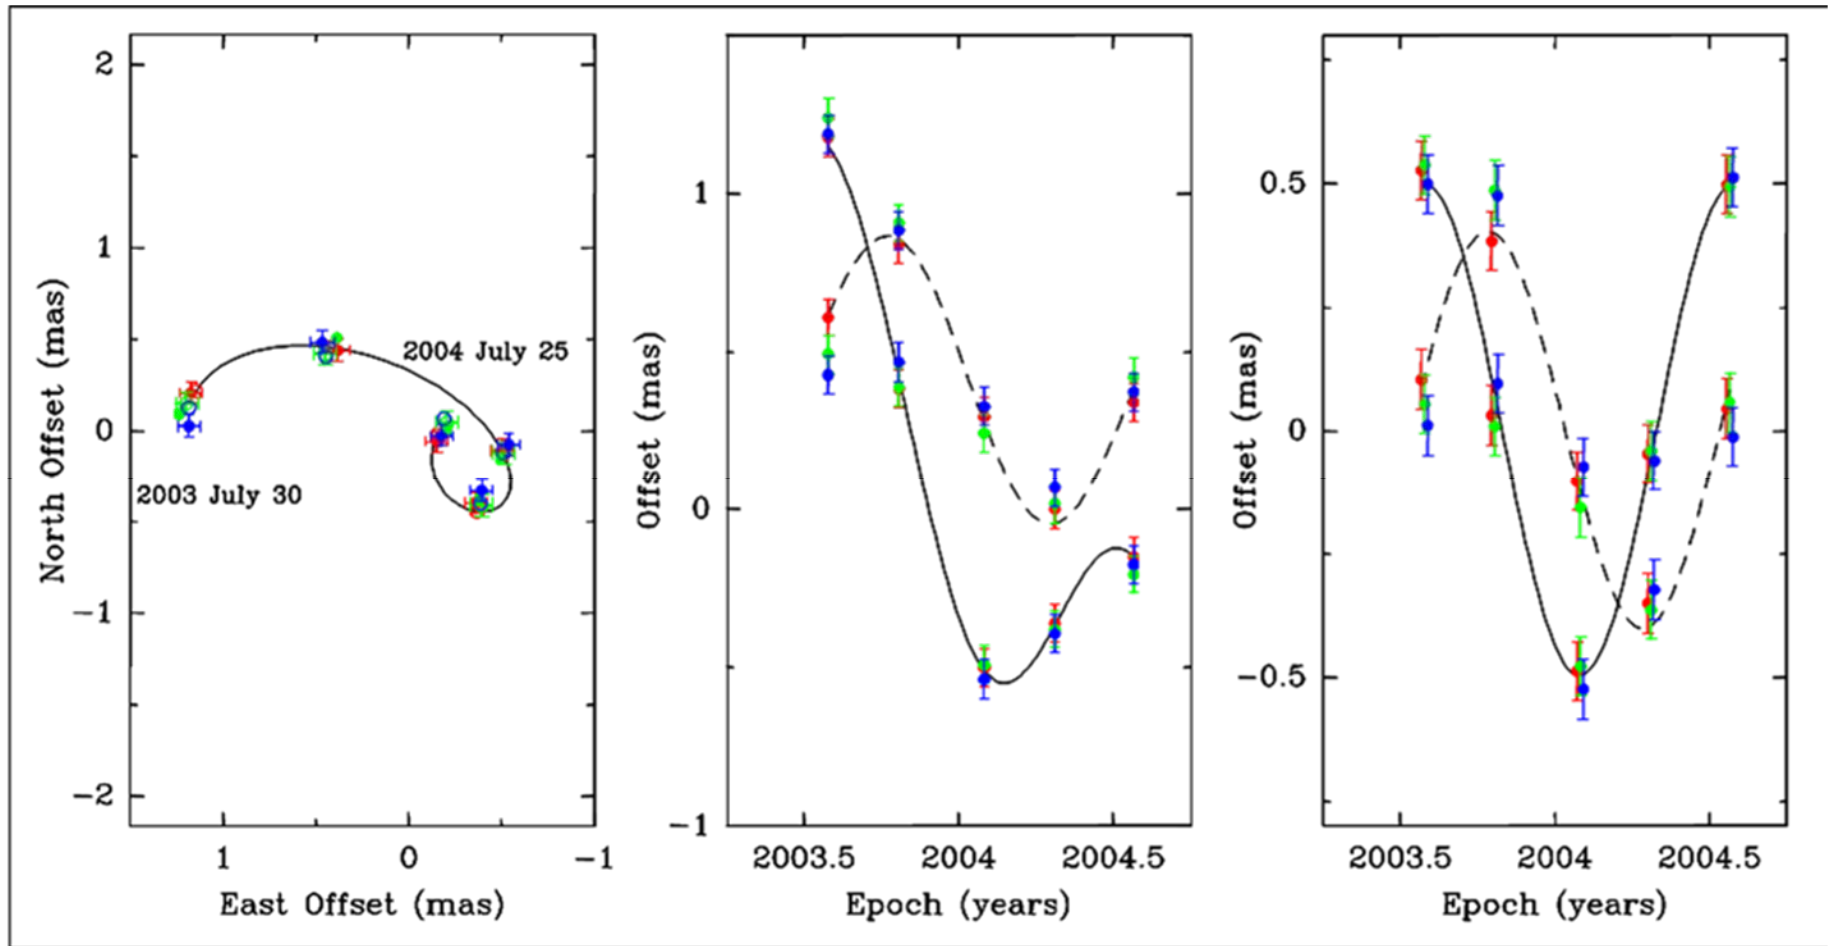 2
1
0
−1
−2
North Offset (mas)
2004 July 25
2003 July 30
1
0
−1
East Offset (mas)
1
0
−1
Offset (mas)
2003.5
2004
2004.5
Epoch (years)
0.5
0
−0.5
Offset (mas)
2003.5
2004
2004.5
Epoch (years)